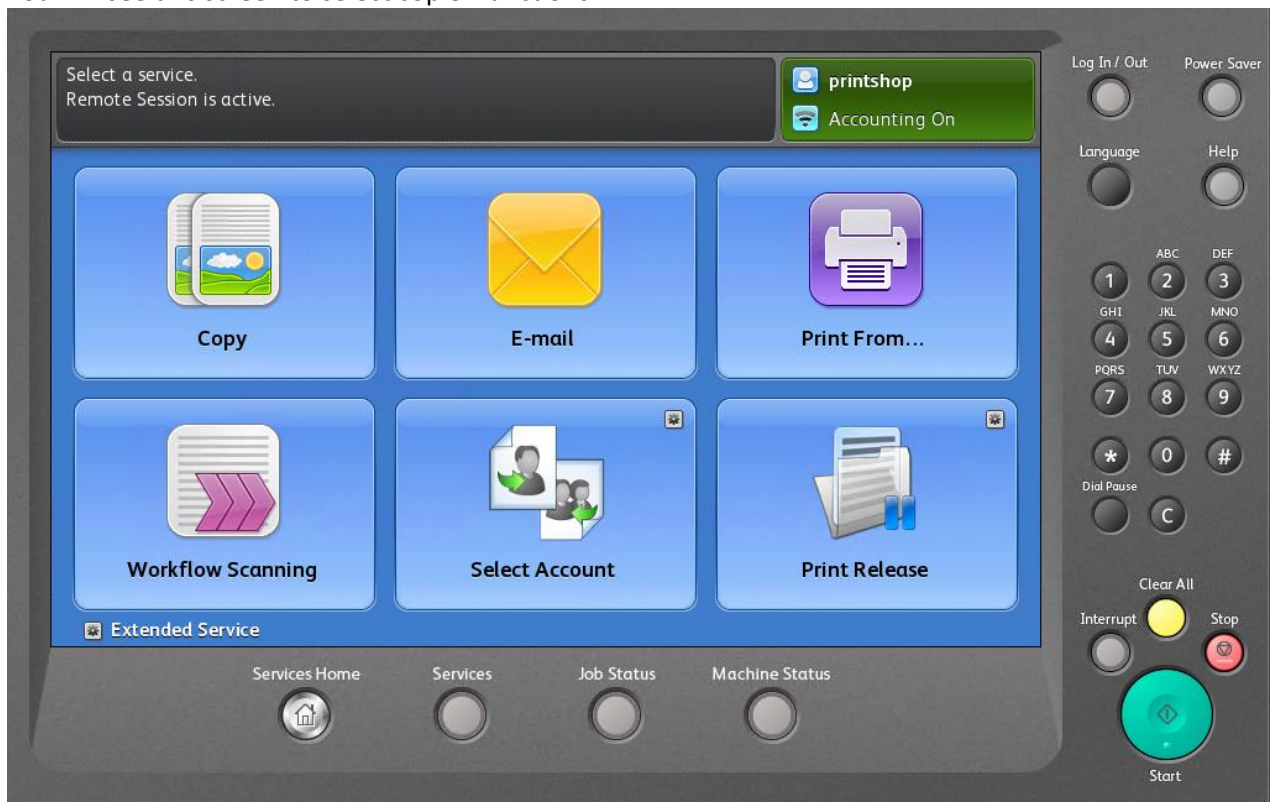 Select a service.
Remote Session is active.
printshop
Accounting On
Copy
E-mail
Print From...
Workflow Scanning
Select Account
Print Release
Extended Service
Services Home
Services
Job Status
Machine Status
Log In / Out
Power Saver
Language
Help
ABC DEF
1 2 3
GHI JKL MNO
4 5 6
PQRS TUV WXYZ
7 8 9
* 0 #
Dial Pause
C
Clear All
Interrupt
Stop
Start